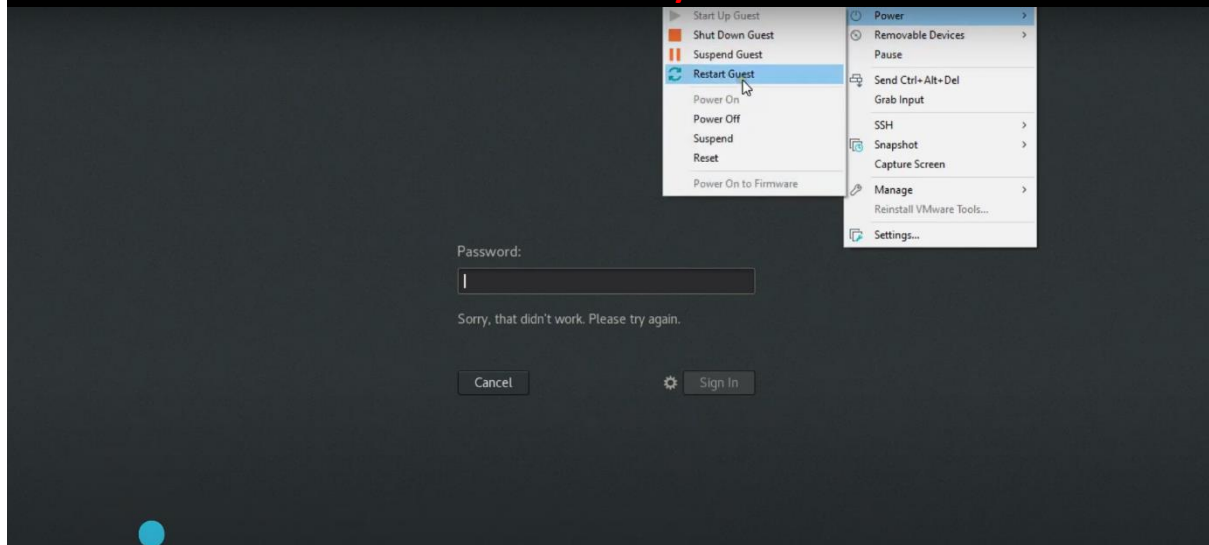 Start Up Guest
Shut Down Guest
Suspend Guest
Restart Guest
Power On
Power Off
Suspend
Reset
Power On to Firmware
Power
Removable Devices
Pause
Send Ctrl+Alt+Del
Grab Input
SSH
Snapshot
Capture Screen
Manage
Reinstall VMware Tools...
Settings...
Password:
Sorry, that didn't work. Please try again.
Cancel
Sign In